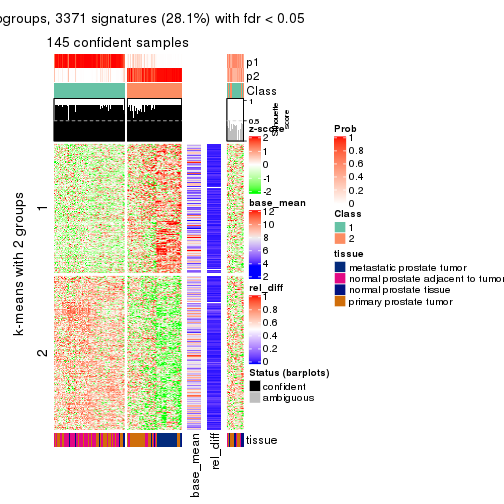 ogroups, 3371 signatures (28.1%) with fdr < 0.05
145 confident samples
p1
p2
Class
1
0.5
0
Silhouette
score
k-means with 2 groups
1
2
base_mean
rel_diff
tissue
z-score
2
1
0
-1
-2
base_mean
12
10
8
6
4
2
rel_diff
1
0.8
0.6
0.4
0.2
0
Status (barplots)
confident
ambiguous
Prob
1
0.8
0.6
0.4
0.2
0
Class
1
2
tissue
metastatic prostate tumor
normal prostate adjacent to tumor
normal prostate tissue
primary prostate tumor